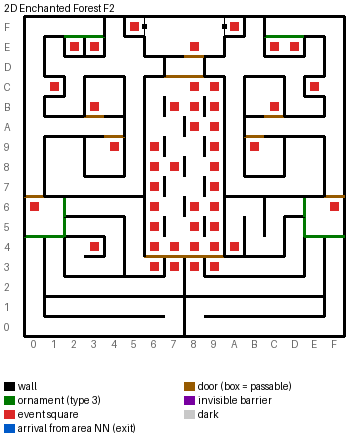 2D Enchanted Forest F2
F
E
D
C
B
A
9
8
7
6
5
4
3
2
1
0
0 1 2 3 4 5 6 7 8 9 A B C D E F
wall
ornament (type 3)
event square
arrival from area NN (exit)
door (box = passable)
invisible barrier
dark